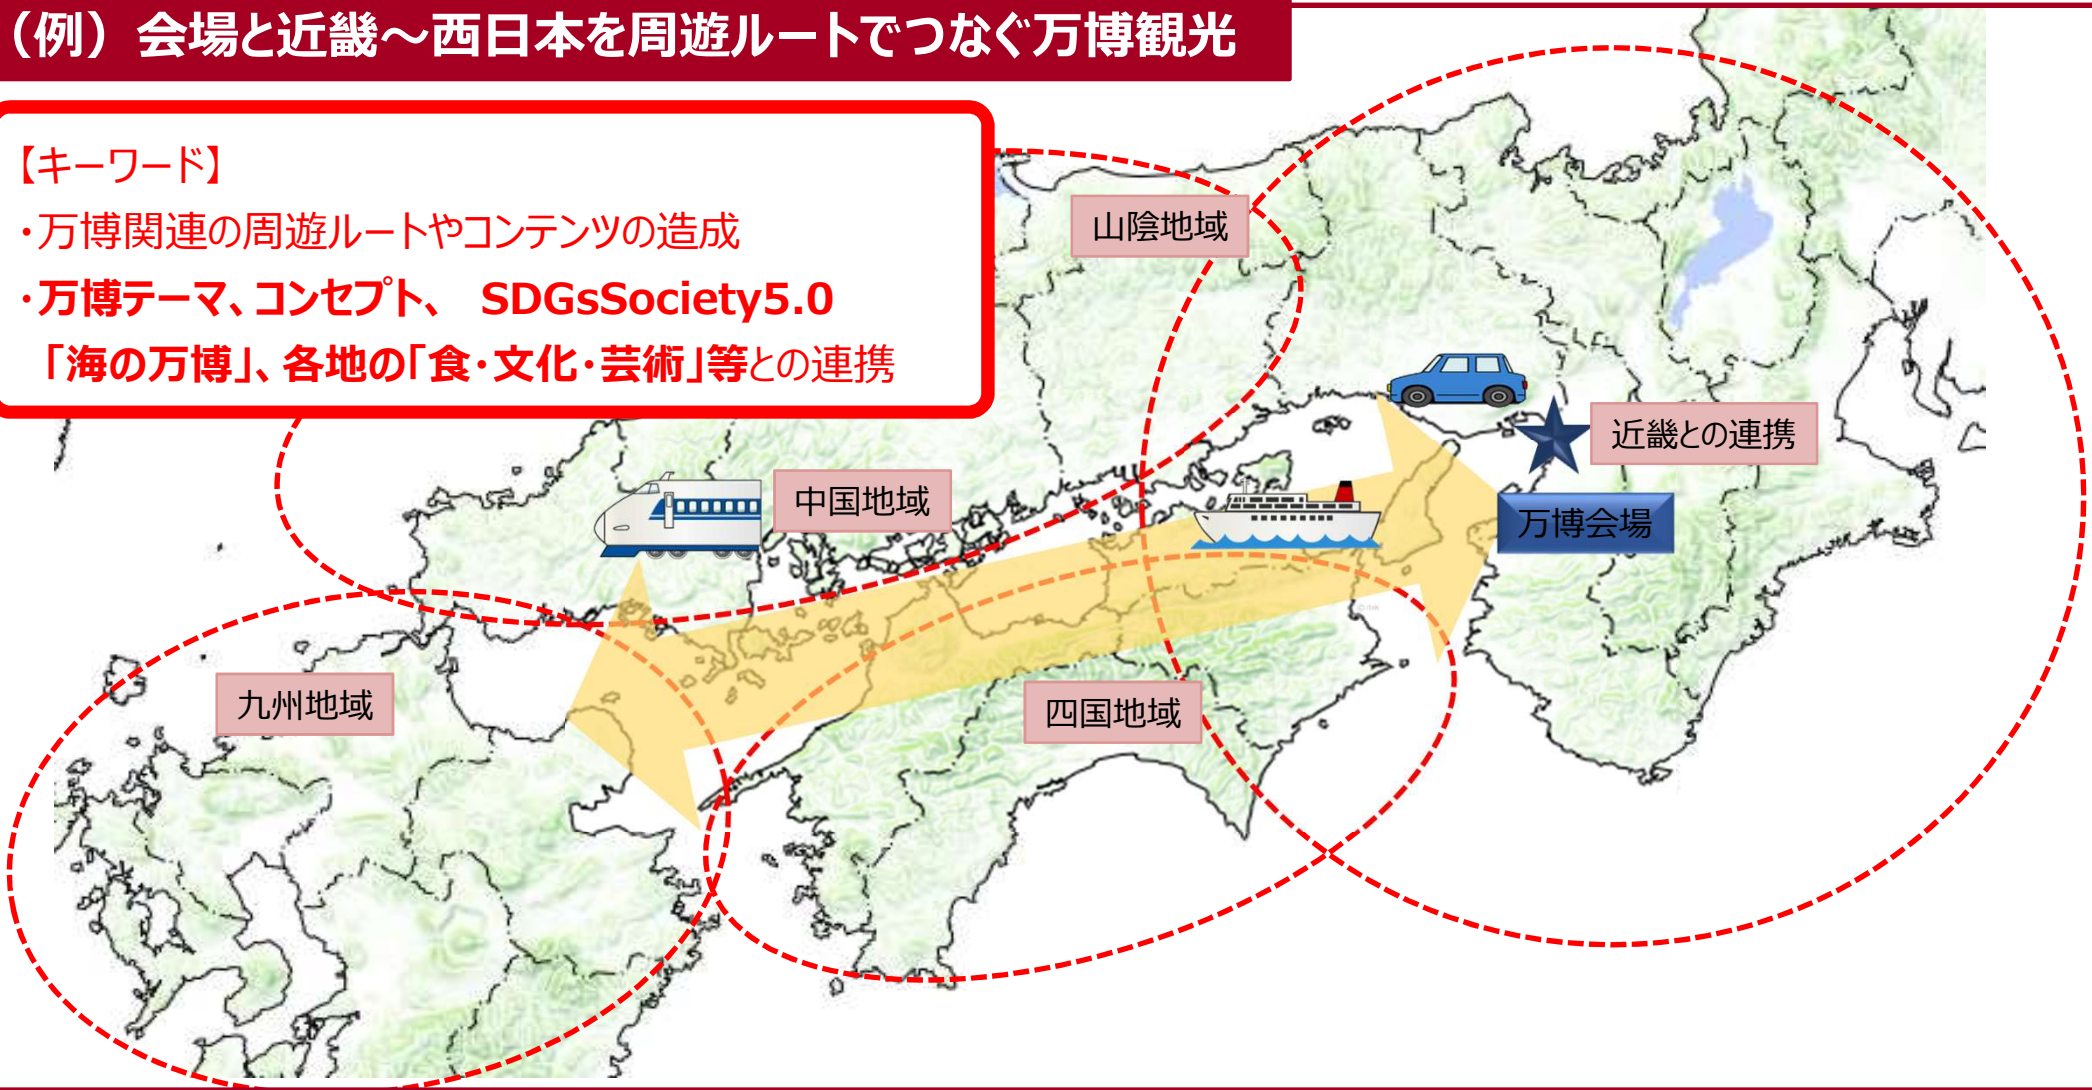 （例）会場と近畿～西日本を周遊ルートでつなぐ万博観光
【キーワード】
・万博関連の周遊ルートやコンテンツの造成
・万博テーマ、コンセプト、 SDGsSociety5.0
「海の万博」、各地の「食・文化・芸術」等との連携
山陰地域
近畿との連携
中国地域
万博会場
九州地域
四国地域